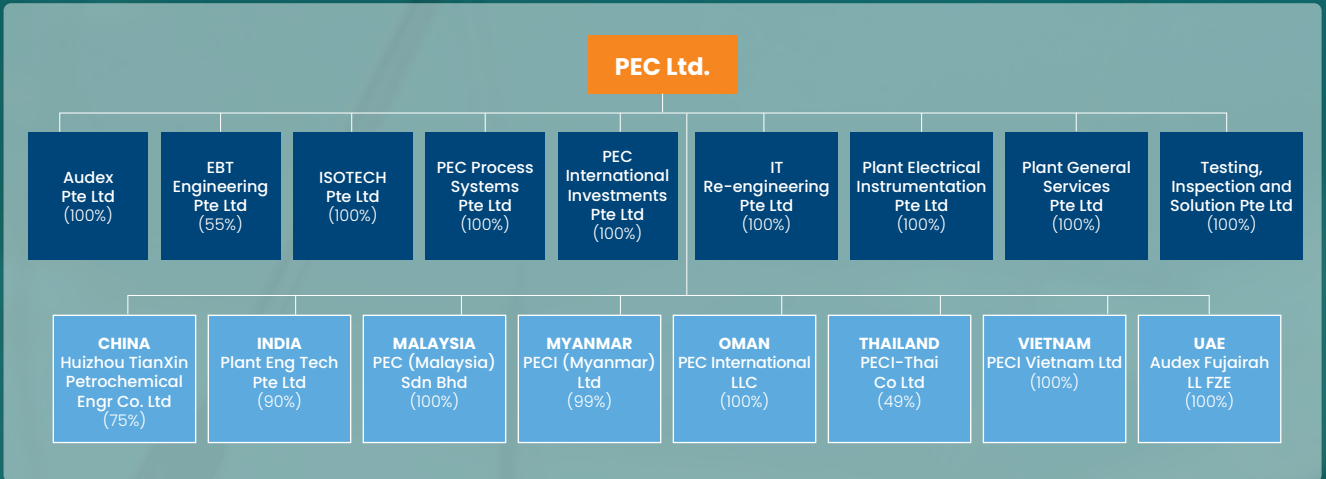 PEC Ltd.
Audex
Pte Ltd
(100%)
EBT
Engineering
Pte Ltd
(55%)
ISOTECH
Pte Ltd
(100%)
PEC Process
Systems
Pte Ltd
(100%)
PEC
International
Investments
Pte Ltd
(100%)
IT
Re-engineering
Pte Ltd
(100%)
Plant Electrical
Instrumentation
Pte Ltd
(100%)
Plant General
Services
Pte Ltd
(100%)
Testing,
Inspection and
Solution Pte Ltd
(100%)
CHINA
Huizhou TianXin
Petrochemical
Engr Co. Ltd
(75%)
INDIA
Plant Eng Tech
Pte Ltd
(90%)
MALAYSIA
PEC (Malaysia)
Sdn Bhd
(100%)
MYANMAR
PECI (Myanmar)
Ltd
(99%)
OMAN
PEC International
LLC
(100%)
THAILAND
PECI-Thai
Co Ltd
(49%)
VIETNAM
PECI Vietnam Ltd
(100%)
UAE
Audex Fujairah
LL FZE
(100%)